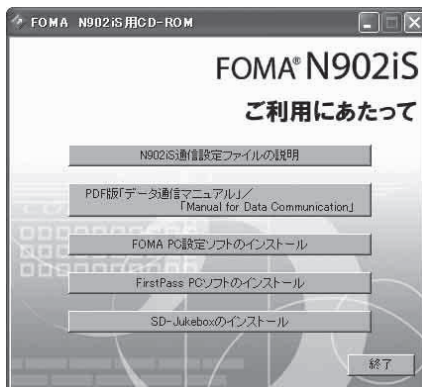 FOMA N902iS用CD-ROM
FOMA® N902iS
ご利用にあたって
N902iS通信設定ファイルの説明
PDF版「データ通信マニュアル」／
「Manual for Data Communication」
FOMA PC設定ソフトのインストール
FirstPass PCソフトのインストール
SD-Jukeboxのインストール
終了